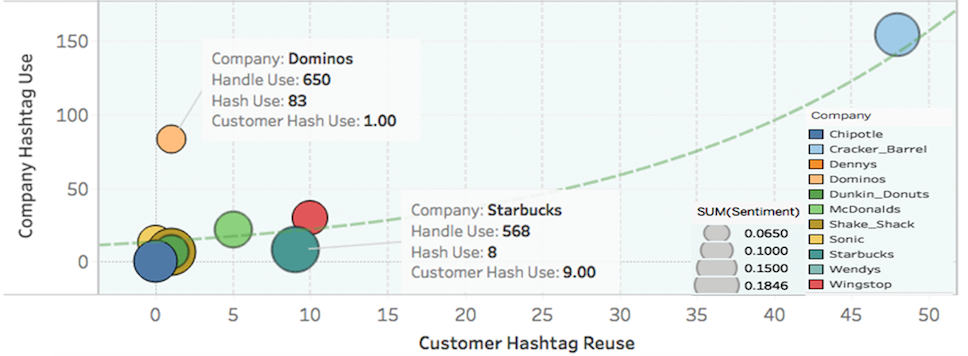 Company Hashtag Use
150
100
50
0
Company: Dominos
Handle Use: 650
Hash Use: 83
Customer Hash Use: 1.00
Company: Starbucks
Handle Use: 568
Hash Use: 8
Customer Hash Use: 9.00
SUM(Sentiment)
0.0650
0.1000
0.1500
0.1846
Company
Chipotle
Cracker_Barrel
Dennys
Dominos
Dunkin_Donuts
McDonalds
Shake_Shack
Sonic
Starbucks
Wendys
Wingstop
0 5 10 15 20 25 30 35 40 45 50
Customer Hashtag Reuse